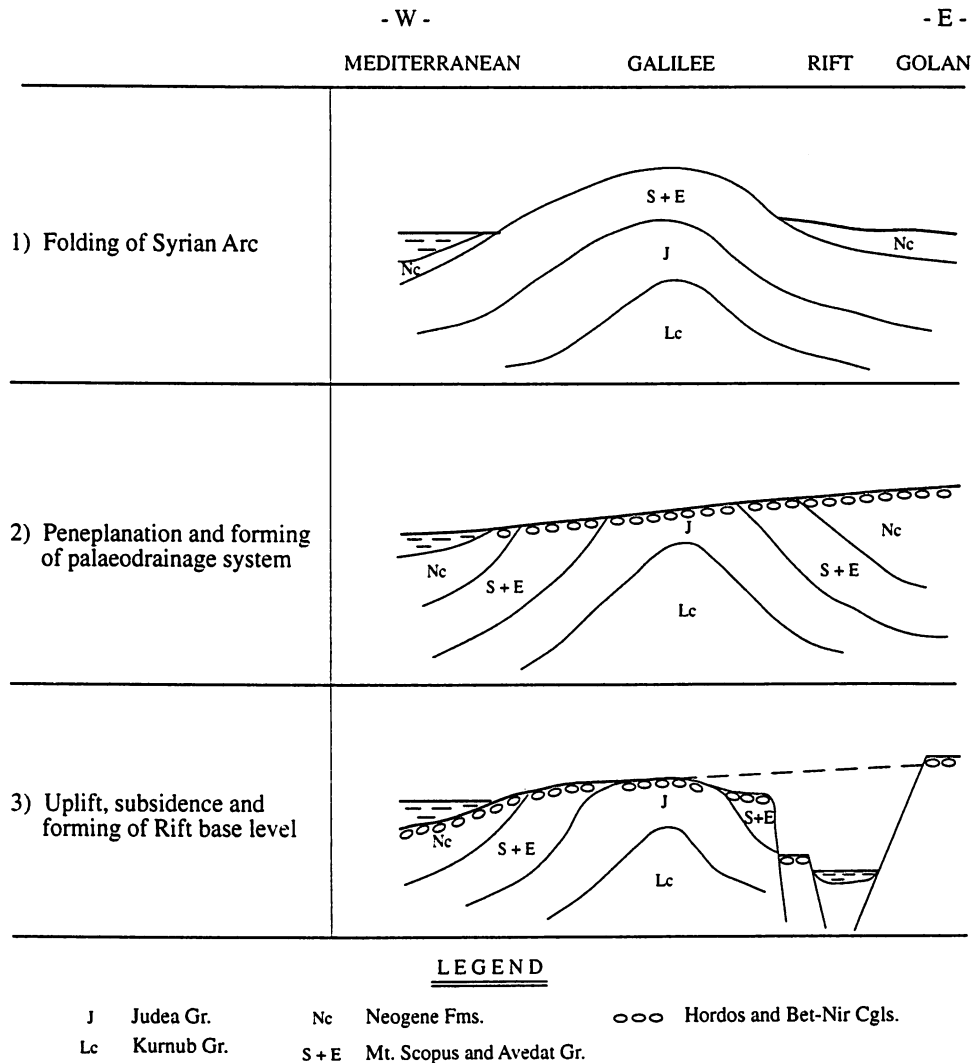 - W -
- E -
MEDITERRANEAN
GALILEE
RIFT
GOLAN
1) Folding of Syrian Arc
S + E
J
Lc
Nc
Nc
2) Peneplanation and forming
of palaeodrainage system
Nc
S + E
J
Lc
S + E
Nc
3) Uplift, subsidence and
forming of Rift base level
Nc
S + E
J
Lc
S+E
LEGEND
J Judea Gr.
Lc Kurnub Gr.
Nc Neogene Fms.
S + E Mt. Scopus and Avedat Gr.
Hordos and Bet-Nir Cgls.